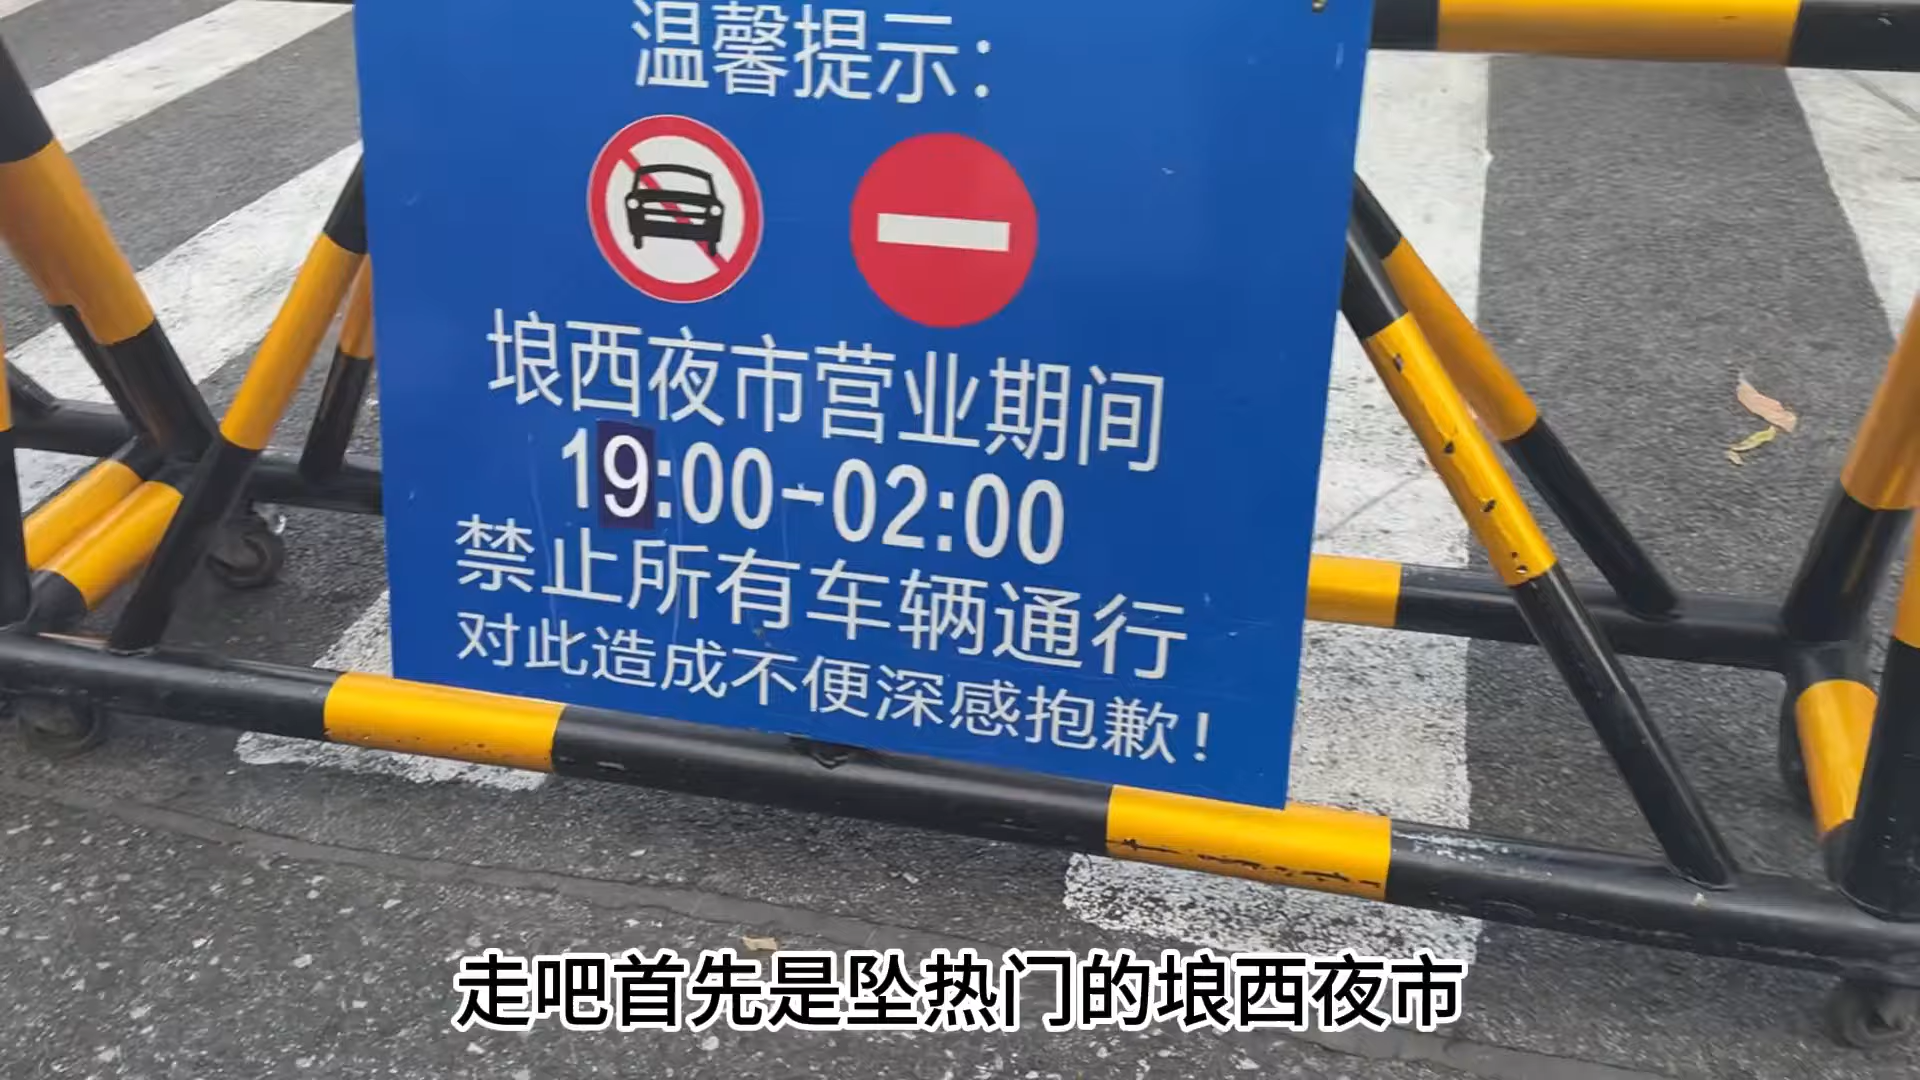 温馨提示：
埌西夜市营业期间
19:00-02:00
禁止所有车辆通行
对此造成不便深感抱歉！
走吧首先是坠热门的埌西夜市